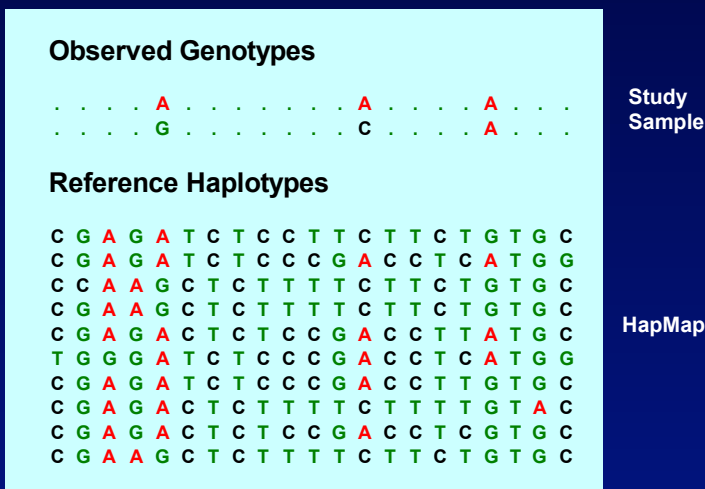 Observed Genotypes
. . . . A . . . . . . . A . . . . A . . .
. . . . G . . . . . . . C . . . . A . . .
Study
Sample
Reference Haplotypes
C G A G A T C T C C T T C T T C T G T G C
C G A G A T C T C C C G A C C T C A T G G
C C A A G C T C T T T T C T T C T G T G C
C G A A G C T C T T T T C T T C T G T G C
C G A G A C T C T C C G A C C T T A T G C
T G G G A T C T C C C G A C C T C A T G G
C G A G A T C T C C C G A C C T T G T G C
C G A G A C T C T T T T C T T T T G T A C
C G A G A C T C T C C G A C C T C G T G C
C G A A G C T C T T T T C T T C T G T G C
HapMap